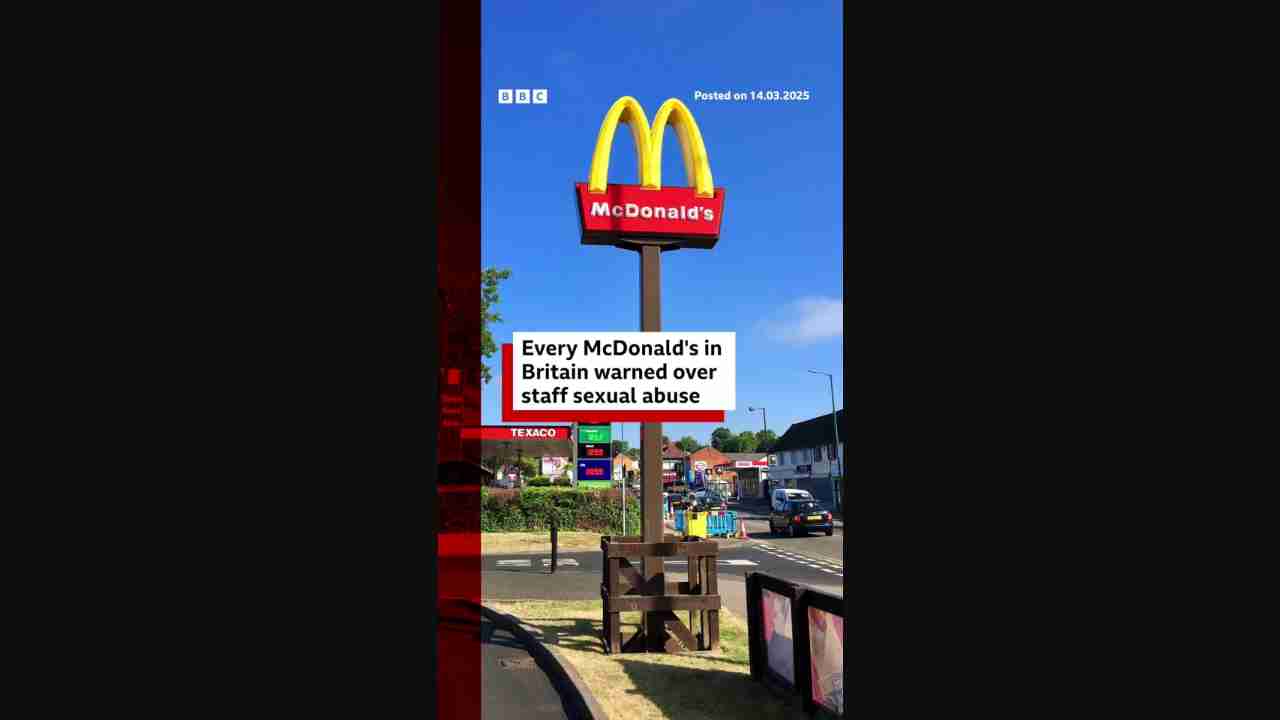 BBC
Posted on 14.03.2025
McDonald's
Every McDonald's in
Britain warned over
staff sexual abuse
TEXACO